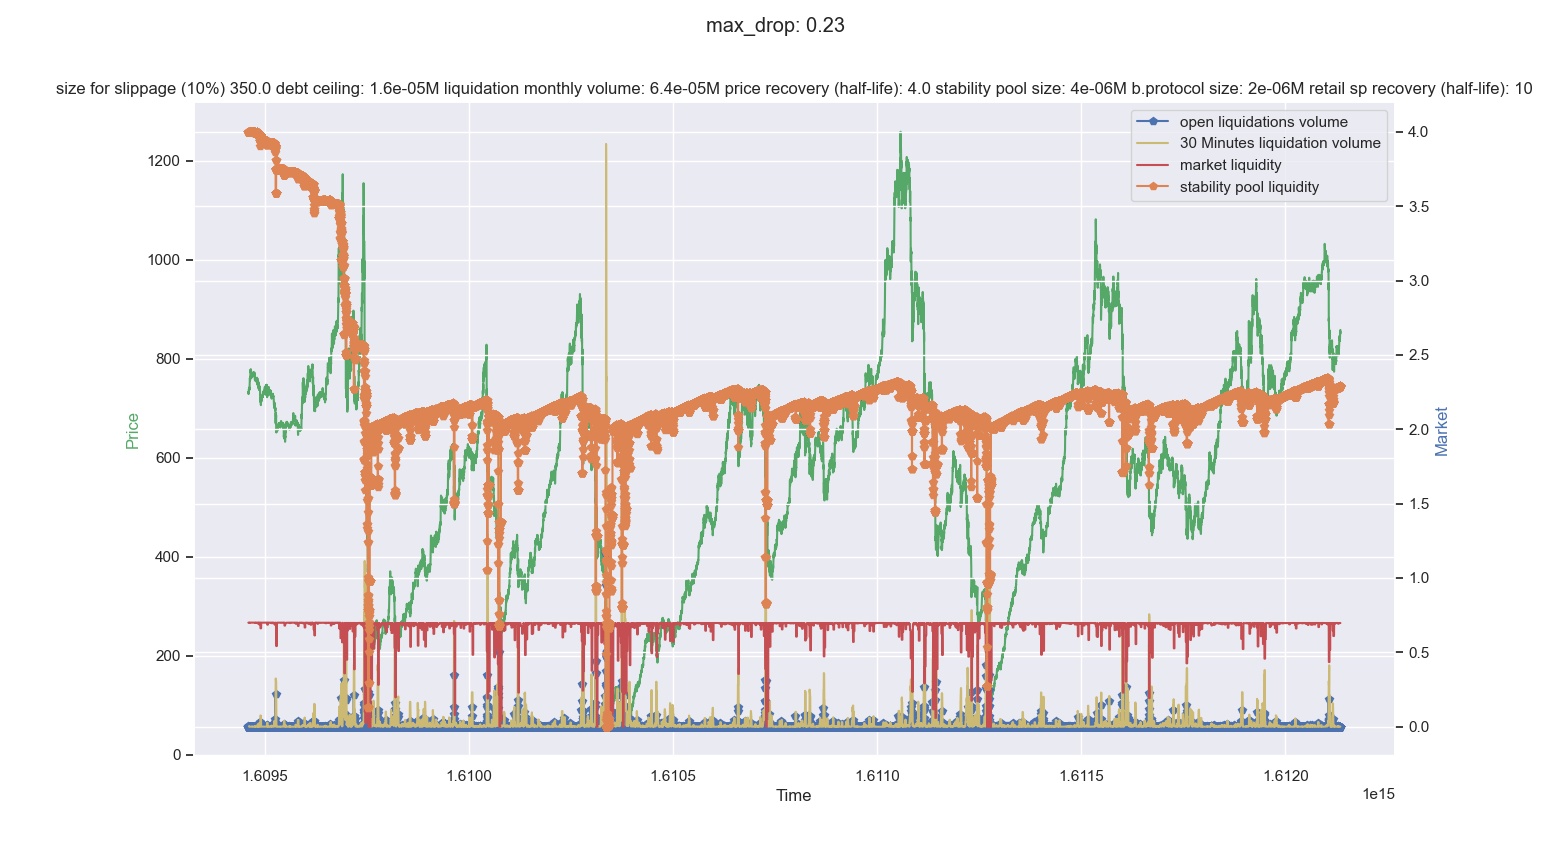 max_drop: 0.23
size for slippage (10%) 350.0 debt ceiling: 1.6e-05M liquidation monthly volume: 6.4e-05M price recovery (half-life): 4.0 stability pool size: 4e-06M b.protocol size: 2e-06M retail sp recovery (half-life): 10
open liquidations volume
30 Minutes liquidation volume
market liquidity
stability pool liquidity
1200
1000
800
600
400
200
0
Price
4.0
3.5
3.0
2.5
2.0
1.5
1.0
0.5
0.0
Market
1.6095 1.6100 1.6105 1.6110 1.6115 1.6120
Time
1e15